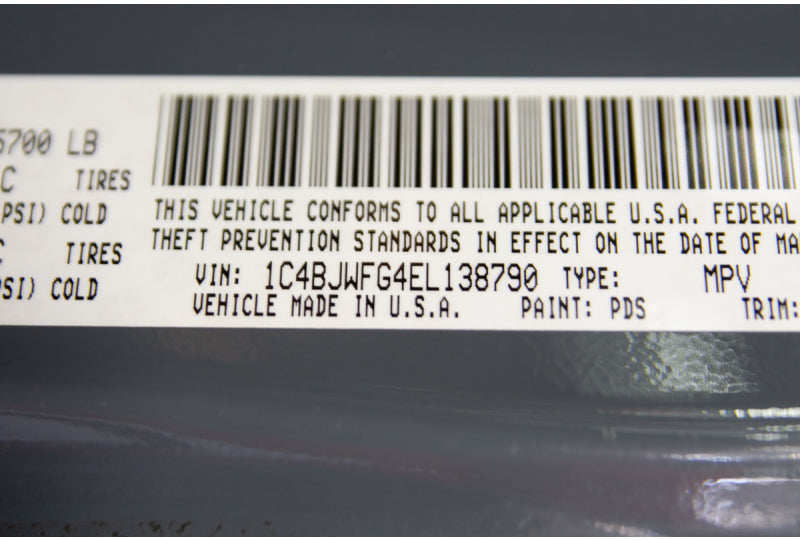 5700 LB
C TIRES
PSI) COLD
THIS VEHICLE CONFORMS TO ALL APPLICABLE U.S.A. FEDERAL
C TIRES
THEFT PREVENTION STANDARDS IN EFFECT ON THE DATE OF MA
SI) COLD
VIN: 1C4BJWFG4EL138790 TYPE: MPV
VEHICLE MADE IN U.S.A. PAINT: PDS TRIM: